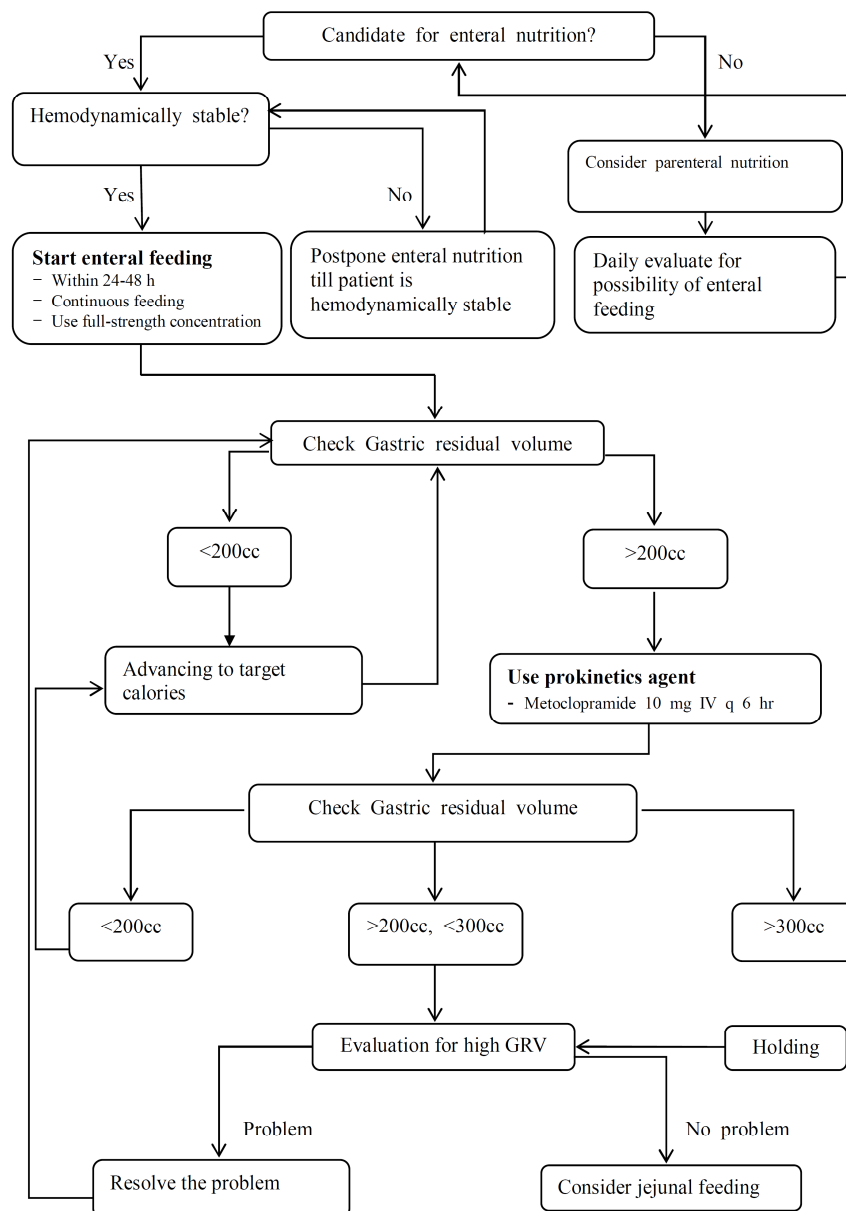 Candidate for enteral nutrition?
Yes
No
Hemodynamically stable?
Consider parenteral nutrition
Yes
No
Start enteral feeding
− Within 24-48 h
− Continuous feeding
− Use full-strength concentration
Postpone enteral nutrition
till patient is
hemodynamically stable
Daily evaluate for
possibility of enteral
feeding
Check Gastric residual volume
<200cc
>200cc
Advancing to target
calories
Use prokinetics agent
- Metoclopramide 10 mg IV q 6 hr
Check Gastric residual volume
<200cc
>200cc, <300cc
>300cc
Evaluation for high GRV
Holding
Problem
No problem
Resolve the problem
Consider jejunal feeding